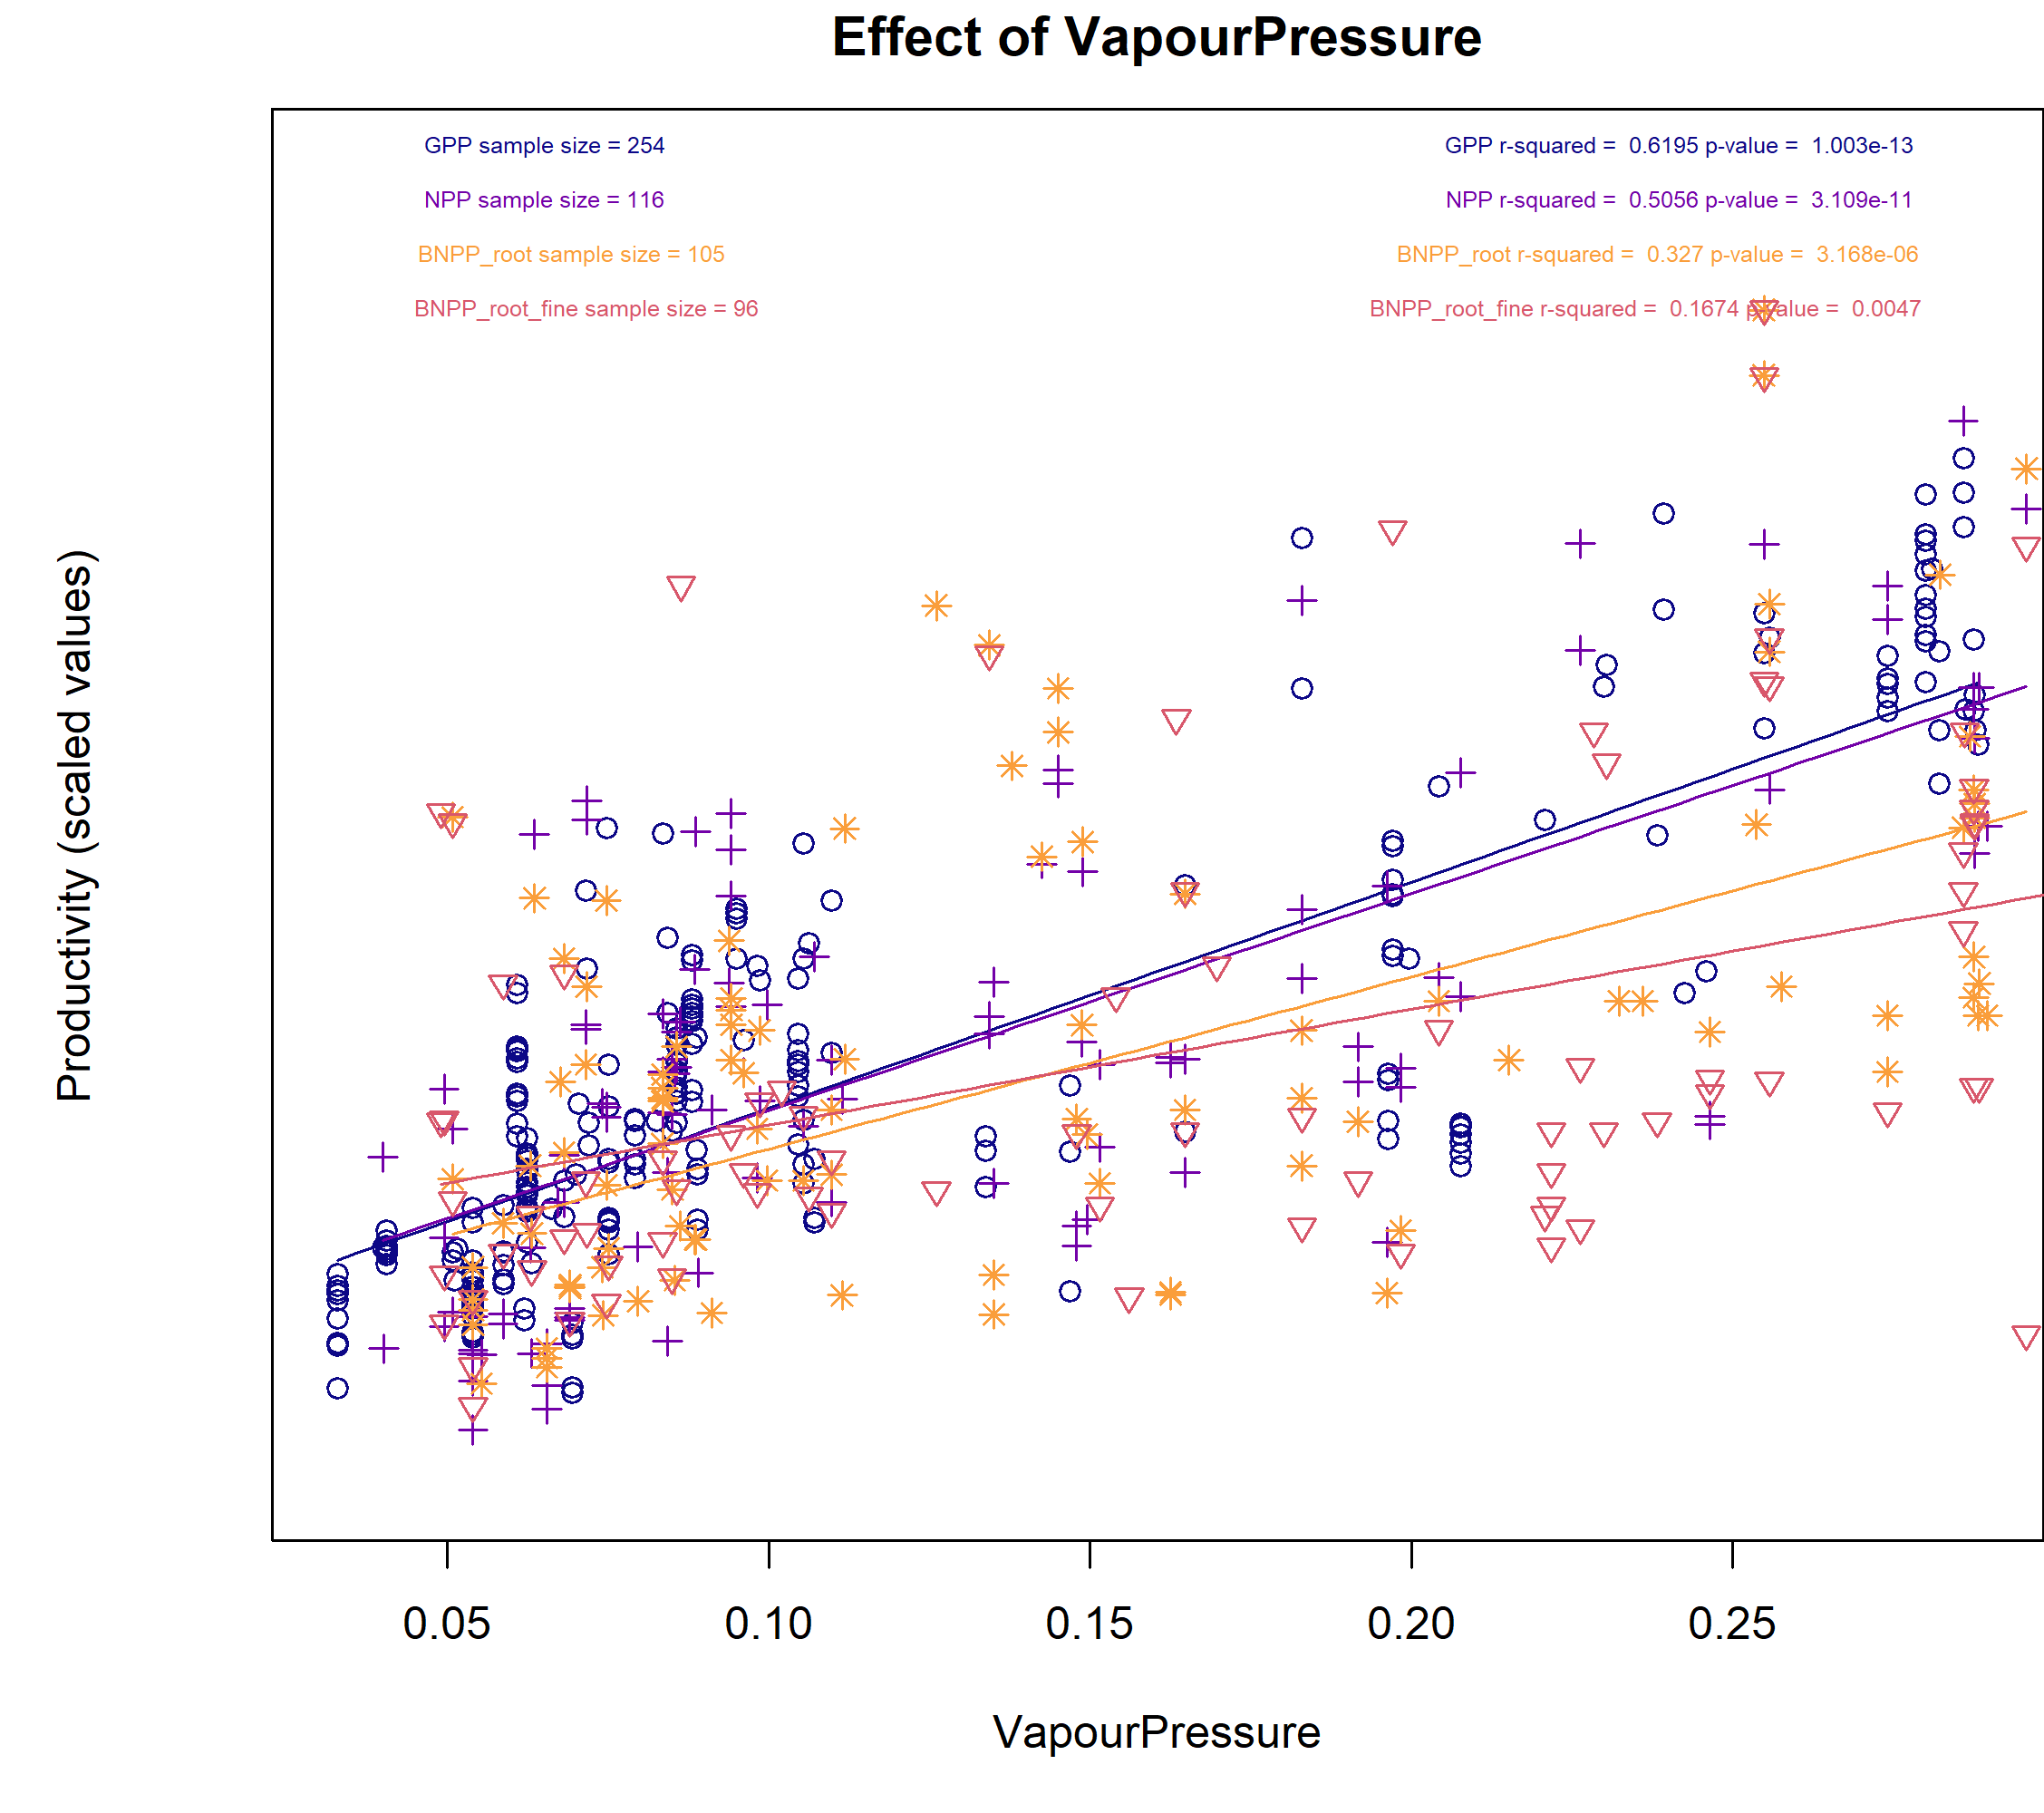 Effect of VapourPressure
GPP sample size = 254
GPP r-squared =  0.6195 p-value =  1.003e-13
NPP sample size = 116
NPP r-squared =  0.5056 p-value =  3.109e-11
BNPP_root sample size = 105
BNPP_root r-squared =  0.327 p-value =  3.168e-06
BNPP_root_fine sample size = 96
BNPP_root_fine r-squared =  0.1674 p-value =  0.0047
Productivity (scaled values)
0.05 0.10 0.15 0.20 0.25
VapourPressure